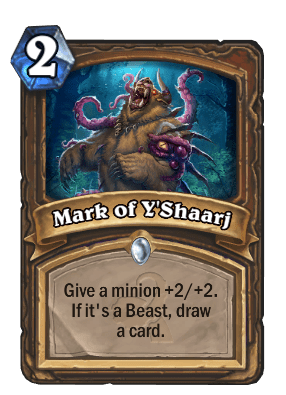 2
Mark of Y'Shaarj
Give a minion +2/+2.
If it's a Beast, draw
a card.